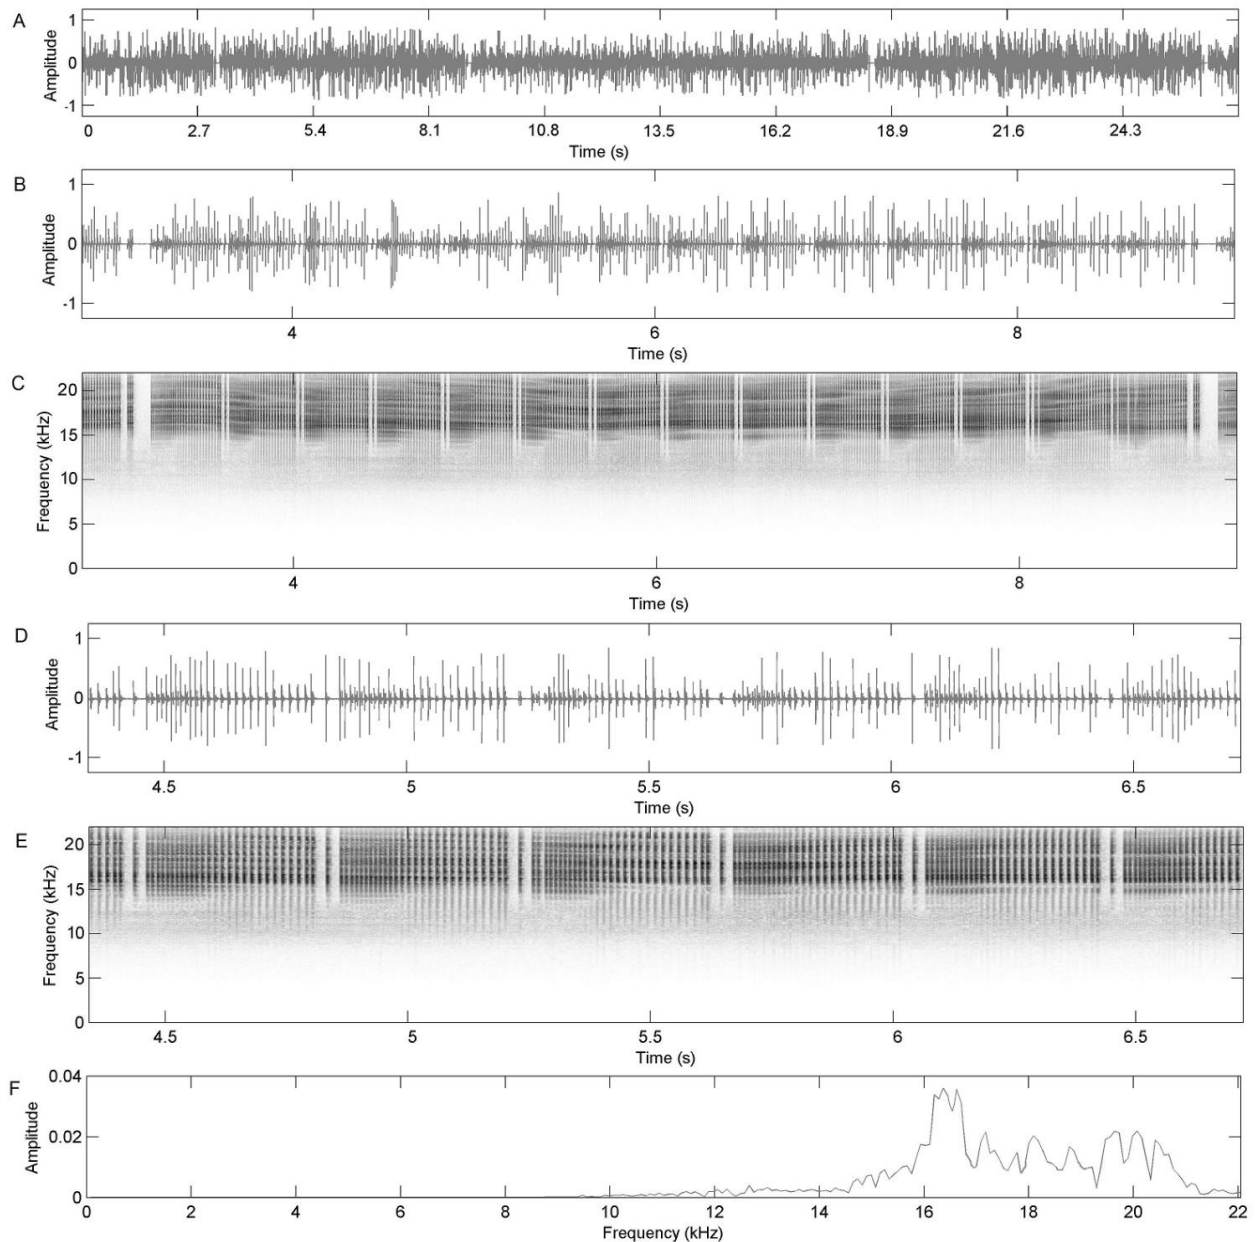 A
Amplitude
1
0
-1
0 2.7 5.4 8.1 10.8 13.5 16.2 18.9 21.6 24.3
Time (s)
B
Amplitude
1
0
-1
4 6 8
Time (s)
C
Frequency (kHz)
20
15
10
5
0
4 6 8
Time (s)
D
Amplitude
1
0
-1
4.5 5 5.5 6 6.5
Time (s)
E
Frequency (kHz)
20
15
10
5
0
4.5 5 5.5 6 6.5
Time (s)
F
Amplitude
0.04
0.02
0
0 2 4 6 8 10 12 14 16 18 20 22
Frequency (kHz)